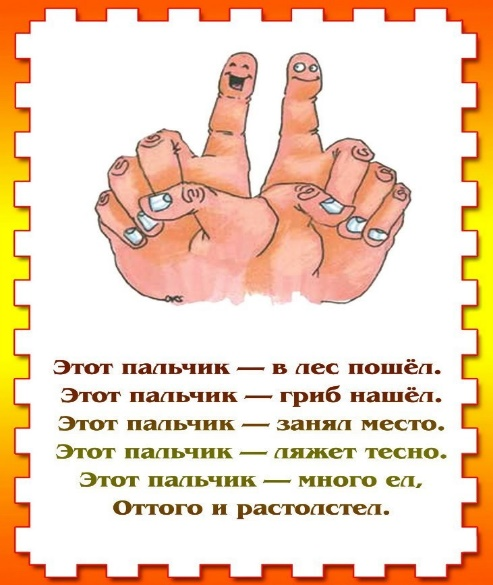 Этот пальчик — в лес пошёл.
Этот пальчик — гриб нашёл.
Этот пальчик — занял место.
Этот пальчик — ляжет тесно.
Этот пальчик — много ел,
Оттого и растолстел.